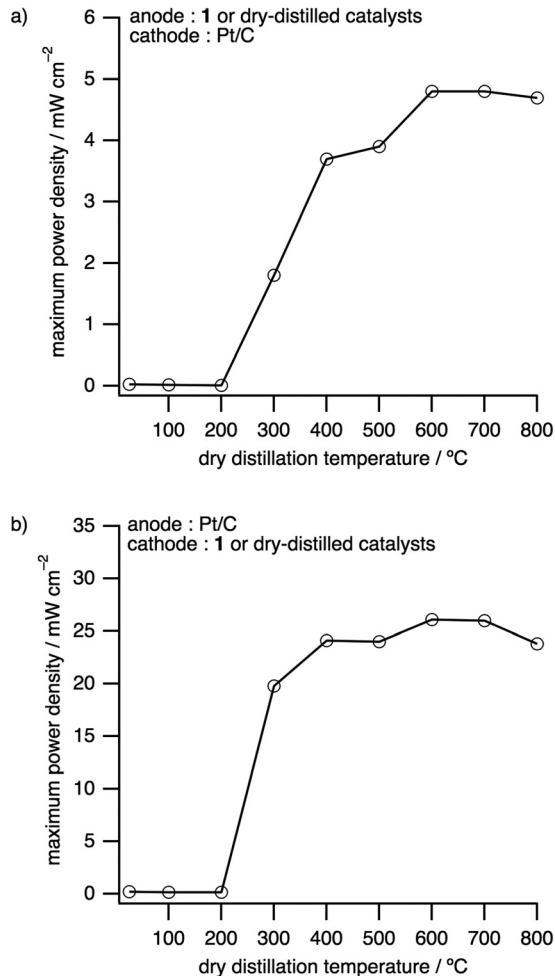 a)
anode : 1 or dry-distilled catalysts
cathode : Pt/C
maximum power density / mW cm⁻²
6
5
4
3
2
1
0
100 200 300 400 500 600 700 800
dry distillation temperature / ºC
b)
anode : Pt/C
cathode : 1 or dry-distilled catalysts
maximum power density / mW cm⁻²
35
30
25
20
15
10
5
0
100 200 300 400 500 600 700 800
dry distillation temperature / ºC